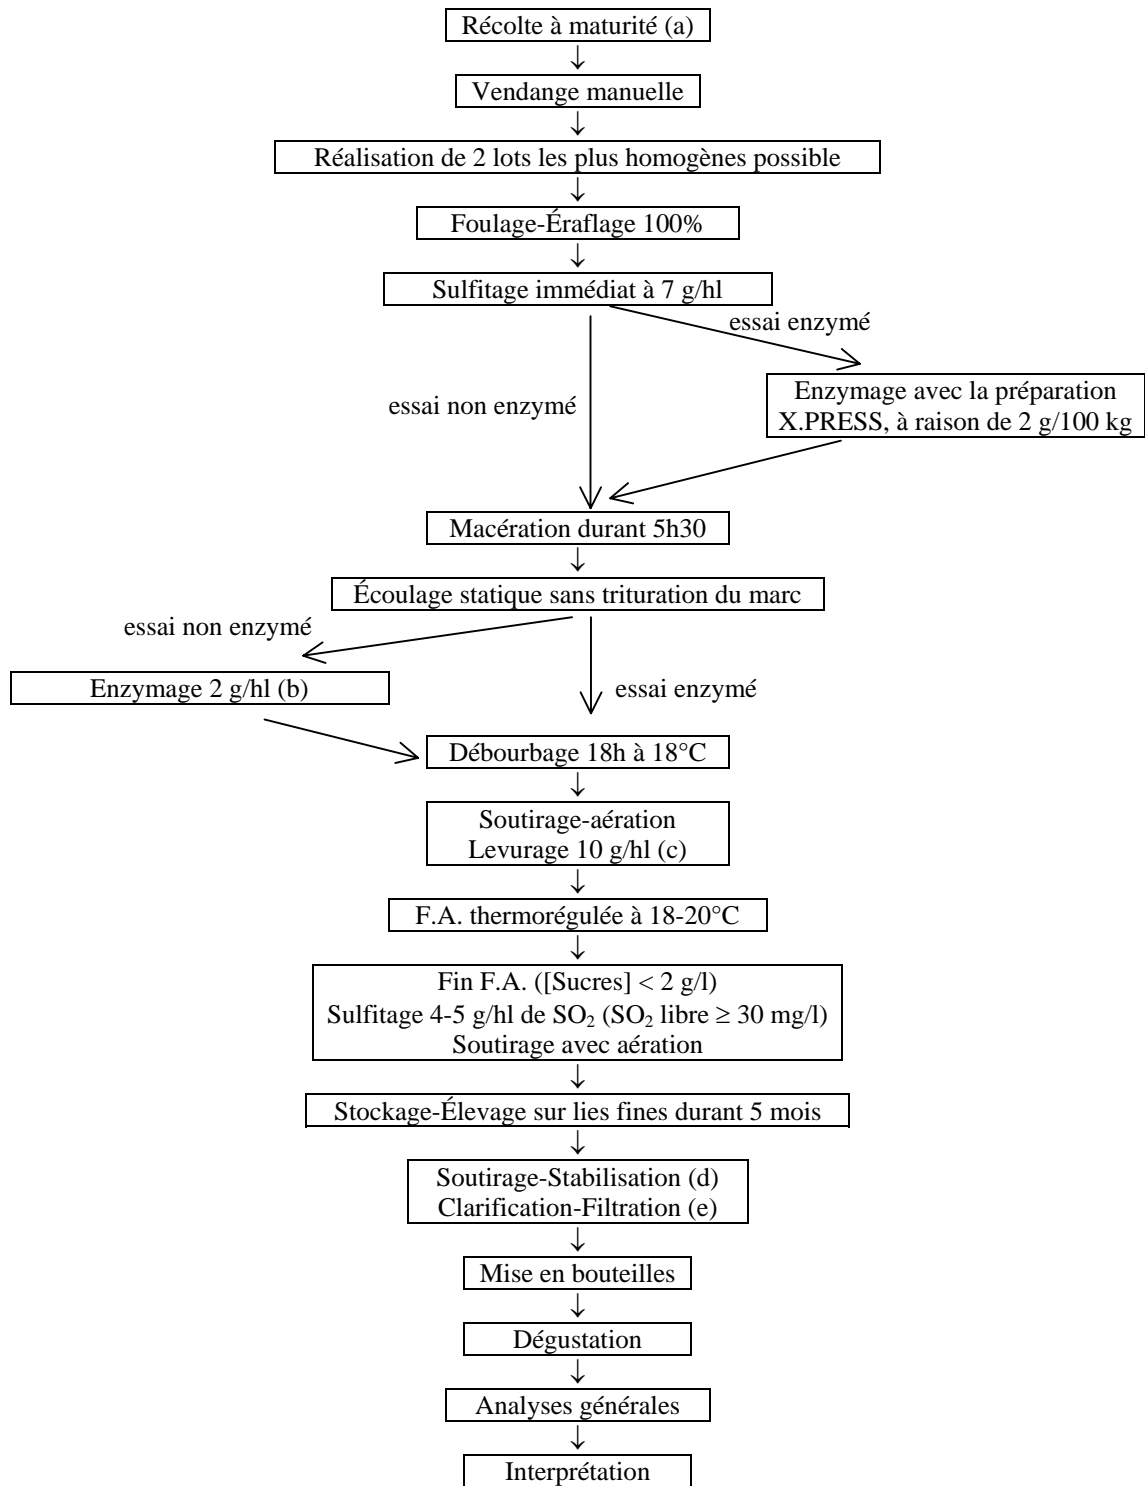 Récolte à maturité (a)
↓
Vendange manuelle
↓
Réalisation de 2 lots les plus homogènes possible
↓
Foulage-Éraflage 100%
↓
Sulfitage immédiat à 7 g/hl
essai enzymé
Enzymage avec la préparation
X.PRESS, à raison de 2 g/100 kg
essai non enzymé
Macération durant 5h30
↓
Écoulage statique sans trituration du marc
essai non enzymé
Enzymage 2 g/hl (b)
essai enzymé
Débourbage 18h à 18°C
↓
Soutirage-aération
Levurage 10 g/hl (c)
↓
F.A. thermorégulée à 18-20°C
↓
Fin F.A. ([Sucres] < 2 g/l)
Sulfitage 4-5 g/hl de SO₂ (SO₂ libre ≥ 30 mg/l)
Soutirage avec aération
↓
Stockage-Élevage sur lies fines durant 5 mois
↓
Soutirage-Stabilisation (d)
Clarification-Filtration (e)
↓
Mise en bouteilles
↓
Dégustation
↓
Analyses générales
↓
Interprétation